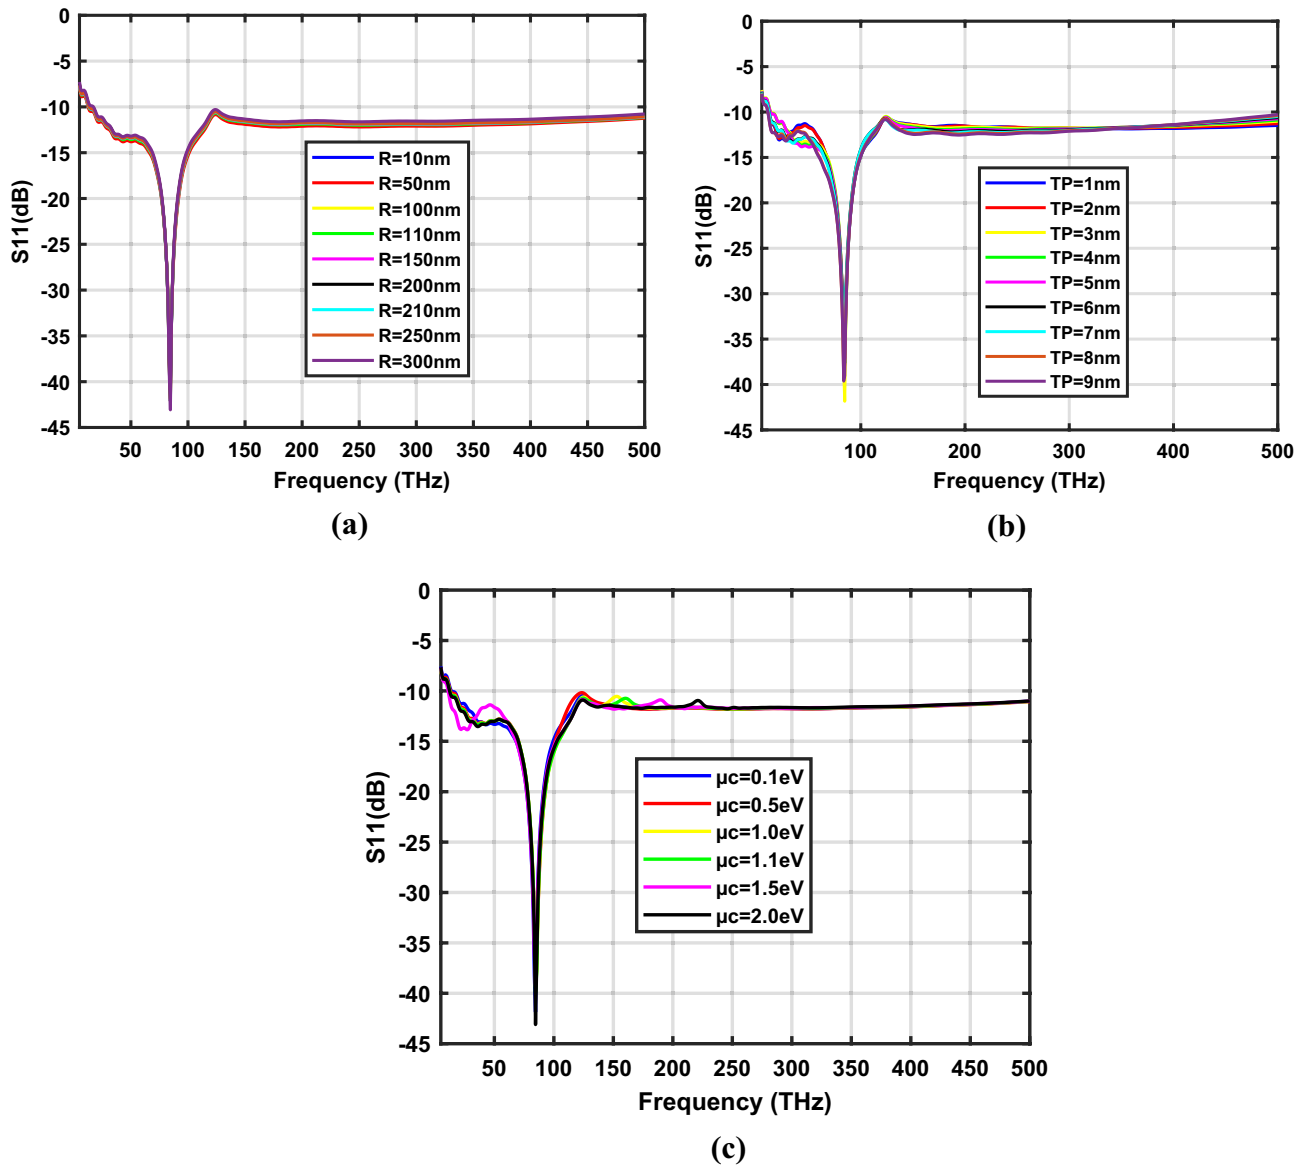 0
-5
-10
-15
-20
-25
-30
-35
-40
-45
S11(dB)
R=10nm
R=50nm
R=100nm
R=110nm
R=150nm
R=200nm
R=210nm
R=250nm
R=300nm
50 100 150 200 250 300 350 400 450 500
Frequency (THz)
(a)
0
-5
-10
-15
-20
-25
-30
-35
-40
-45
S11(dB)
TP=1nm
TP=2nm
TP=3nm
TP=4nm
TP=5nm
TP=6nm
TP=7nm
TP=8nm
TP=9nm
100 200 300 400 500
Frequency (THz)
(b)
0
-5
-10
-15
-20
-25
-30
-35
-40
-45
S11(dB)
µc=0.1eV
µc=0.5eV
µc=1.0eV
µc=1.1eV
µc=1.5eV
µc=2.0eV
50 100 150 200 250 300 350 400 450 500
Frequency (THz)
(c)